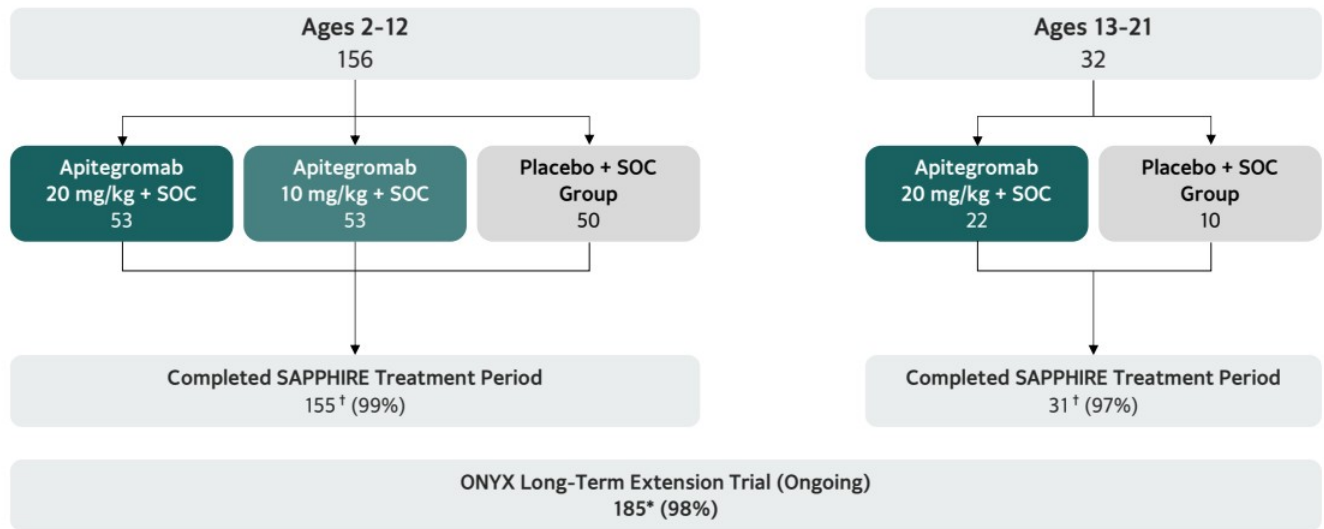 Ages 2-12
156
Ages 13-21
32
Apitegromab
20 mg/kg + SOC
53
Apitegromab
10 mg/kg + SOC
53
Placebo + SOC
Group
50
Apitegromab
20 mg/kg + SOC
22
Placebo + SOC
Group
10
Completed SAPPHIRE Treatment Period
155† (99%)
Completed SAPPHIRE Treatment Period
31† (97%)
ONYX Long-Term Extension Trial (Ongoing)
185* (98%)